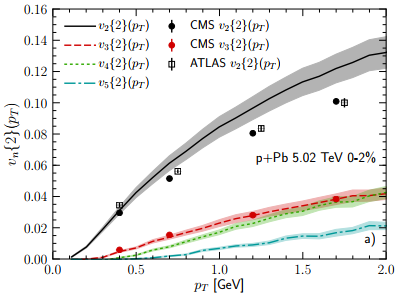 0.16
0.14
0.12
0.10
0.08
0.06
0.04
0.02
0.00
v_n{2}(p_T)
v_2{2}(p_T)
v_3{2}(p_T)
v_4{2}(p_T)
v_5{2}(p_T)
CMS v_2{2}(p_T)
CMS v_3{2}(p_T)
ATLAS v_2{2}(p_T)
p+Pb 5.02 TeV 0-2%
a)
0.0 0.5 1.0 1.5 2.0
p_T [GeV]